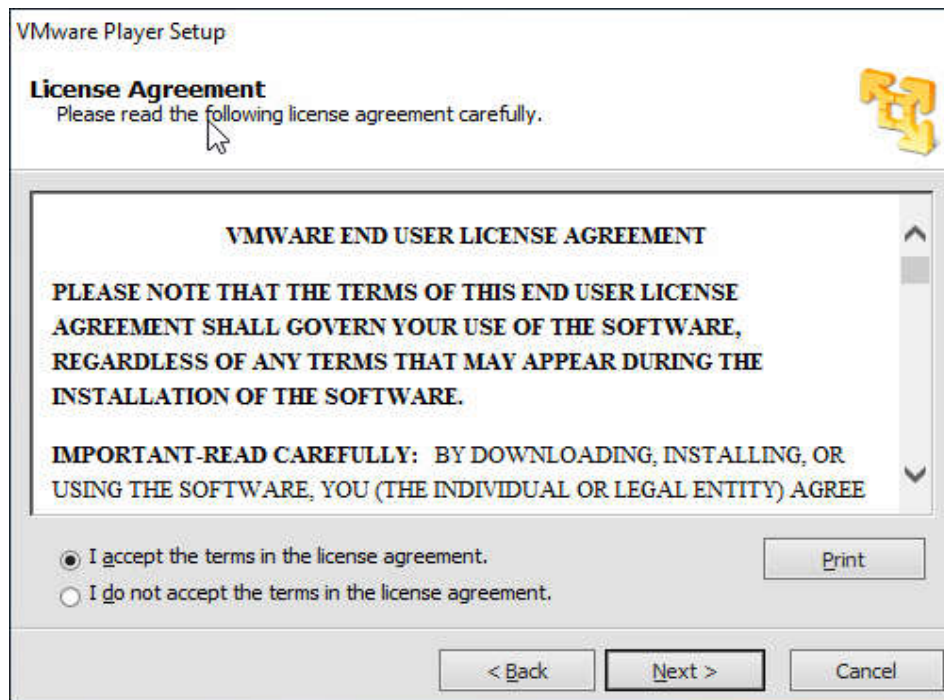 VMware Player Setup
License Agreement
Please read the following license agreement carefully.
VMWARE END USER LICENSE AGREEMENT
PLEASE NOTE THAT THE TERMS OF THIS END USER LICENSE
AGREEMENT SHALL GOVERN YOUR USE OF THE SOFTWARE,
REGARDLESS OF ANY TERMS THAT MAY APPEAR DURING THE
INSTALLATION OF THE SOFTWARE.
IMPORTANT-READ CAREFULLY: BY DOWNLOADING, INSTALLING, OR
USING THE SOFTWARE, YOU (THE INDIVIDUAL OR LEGAL ENTITY) AGREE
I accept the terms in the license agreement.
Print
I do not accept the terms in the license agreement.
< Back Next > Cancel